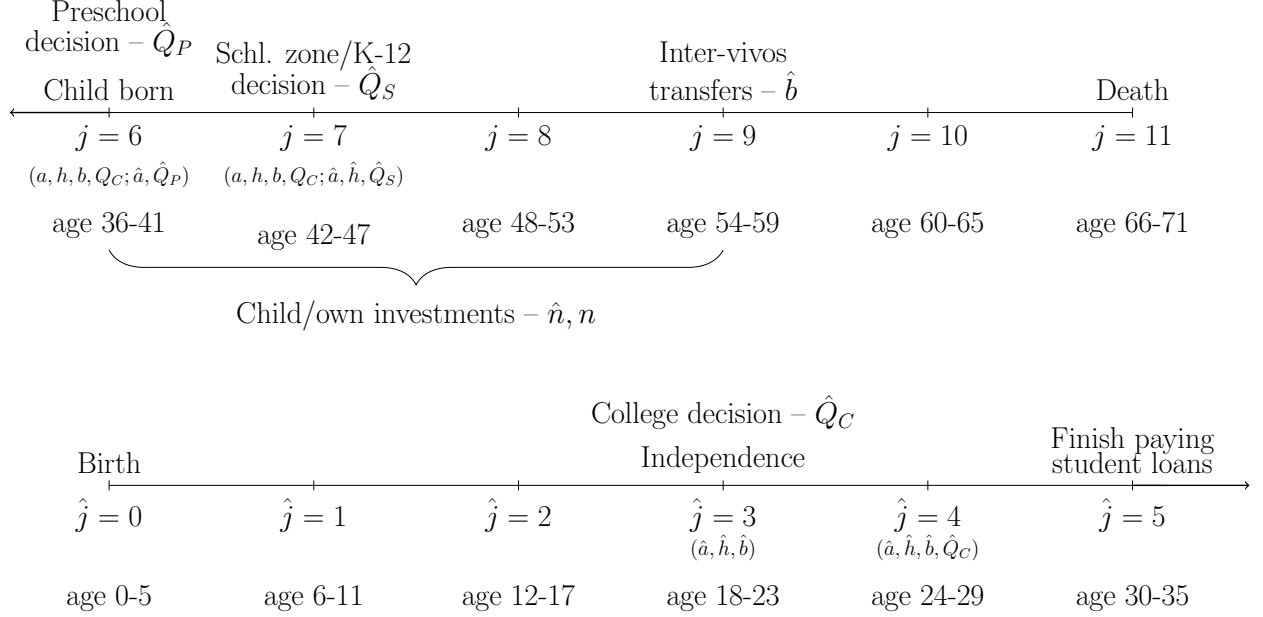 Preschool
decision – Q̂_P
Schl. zone/K-12
decision – Q̂_S
Inter-vivos
transfers – b̂
Child born
Death
j = 6
j = 7
j = 8
j = 9
j = 10
j = 11
(a, h, b, Q_C; â, Q̂_P)
(a, h, b, Q_C; â, ĥ, Q̂_S)
age 36-41
age 42-47
age 48-53
age 54-59
age 60-65
age 66-71
Child/own investments – n̂, n
College decision – Q̂_C
Birth
Independence
Finish paying
student loans
ĵ = 0
ĵ = 1
ĵ = 2
ĵ = 3
ĵ = 4
ĵ = 5
(â, ĥ, b̂)
(â, ĥ, b̂, Q̂_C)
age 0-5
age 6-11
age 12-17
age 18-23
age 24-29
age 30-35